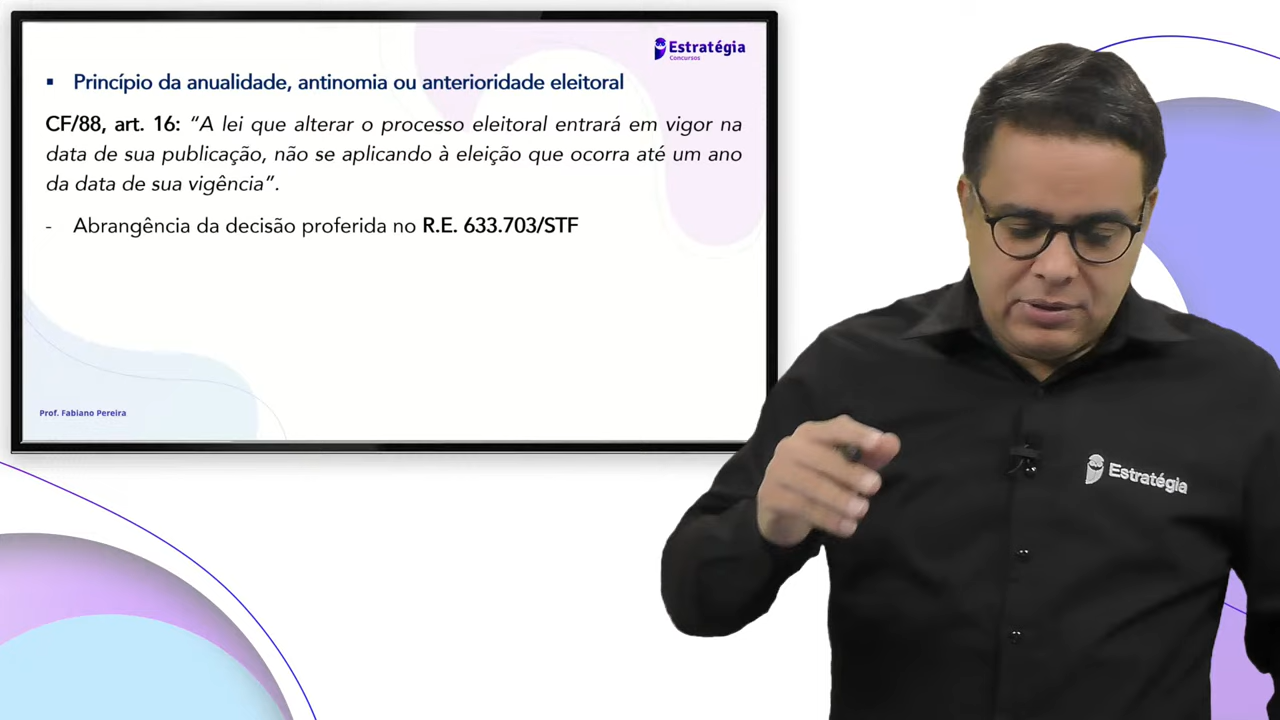 Estratégia
Concursos
▪ Princípio da anualidade, antinomia ou anterioridade eleitoral
CF/88, art. 16: “A lei que alterar o processo eleitoral entrará em vigor na
data de sua publicação, não se aplicando à eleição que ocorra até um ano
da data de sua vigência”.
- Abrangência da decisão proferida no R.E. 633.703/STF
Prof. Fabiano Pereira
Estratégia